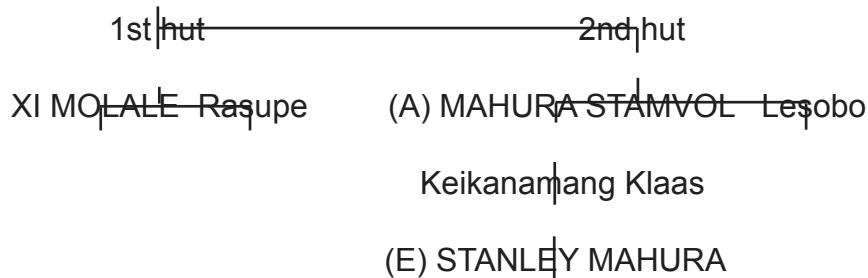 1st hut 2nd hut
XI MOLALE Rasupe (A) MAHURA STAMVOL Lesobo
Keikanamang Klaas
(E) STANLEY MAHURA